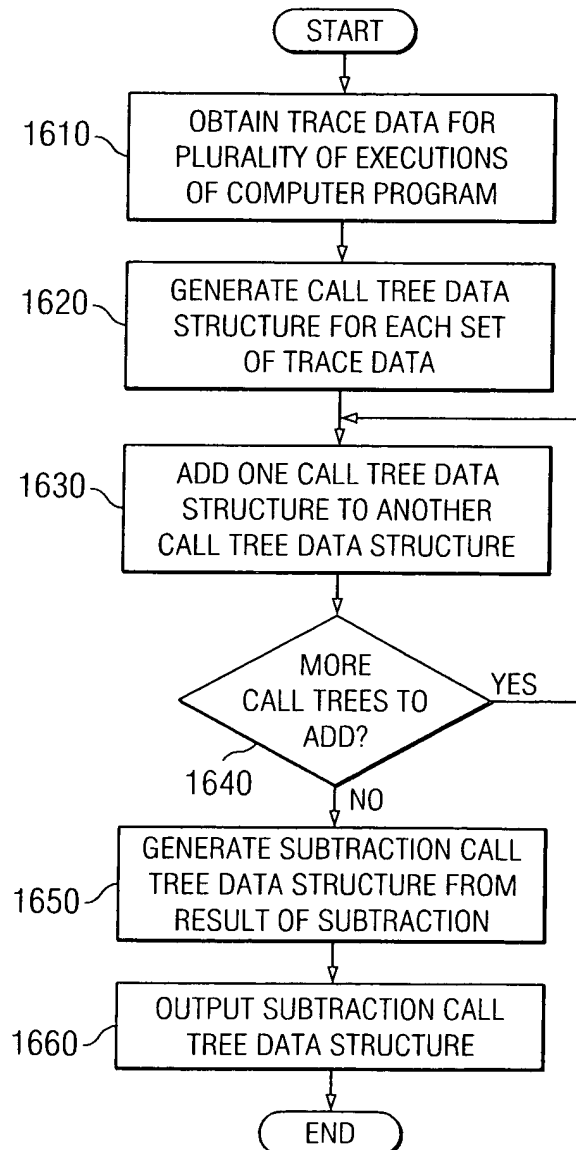 START
1610
OBTAIN TRACE DATA FOR
PLURALITY OF EXECUTIONS
OF COMPUTER PROGRAM
1620
GENERATE CALL TREE DATA
STRUCTURE FOR EACH SET
OF TRACE DATA
1630
ADD ONE CALL TREE DATA
STRUCTURE TO ANOTHER
CALL TREE DATA STRUCTURE
MORE
CALL TREES TO
ADD?
YES
1640
NO
1650
GENERATE SUBTRACTION CALL
TREE DATA STRUCTURE FROM
RESULT OF SUBTRACTION
1660
OUTPUT SUBTRACTION CALL
TREE DATA STRUCTURE
END